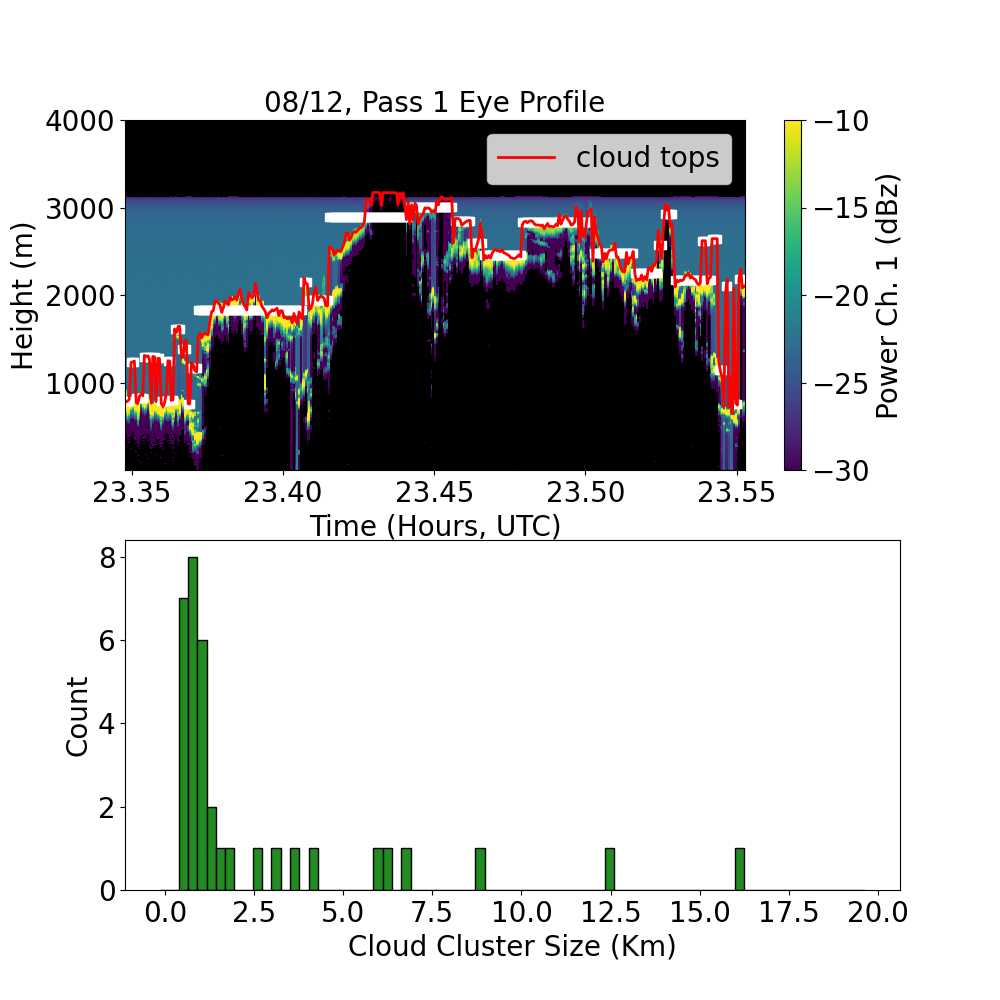 08/12, Pass 1 Eye Profile
4000
3000
2000
1000
Height (m)
cloud tops
23.35 23.40 23.45 23.50 23.55
Time (Hours, UTC)
−10
−15
−20
−25
−30
Power Ch. 1 (dBz)
8
6
4
2
0
Count
0.0 2.5 5.0 7.5 10.0 12.5 15.0 17.5 20.0
Cloud Cluster Size (Km)